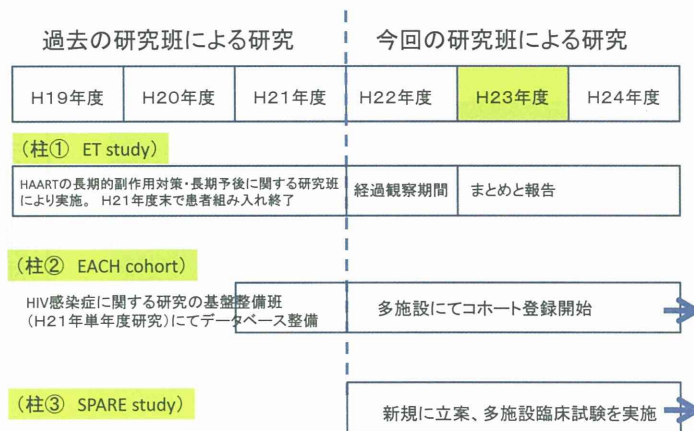 過去の研究班による研究
今回の研究班による研究
H19年度 H20年度 H21年度 H22年度 H23年度 H24年度
(柱① ET study)
HAARTの長期的副作用対策・長期予後に関する研究班
により実施。 H21年度末で患者組み入れ終了
経過観察期間
まとめと報告
(柱② EACH cohort)
HIV感染症に関する研究の基盤整備班
(H21年単年度研究)にてデータベース整備
多施設にてコホート登録開始
(柱③ SPARE study)
新規に立案、多施設臨床試験を実施